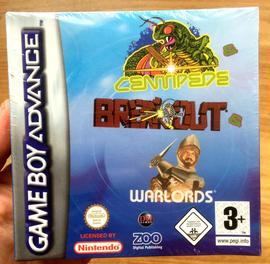 GAME BOY ADVANCE
CENTIPEDE
BREAKOUT
WARLORDS
LICENSED BY
Nintendo
ZOO
Digital Publishing
3+
www.pegi.info